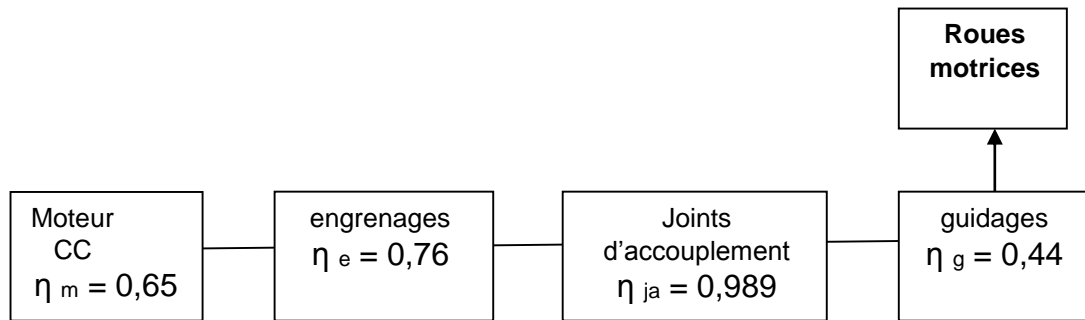 Roues
motrices
Moteur
CC
η m = 0,65
engrenages
η e = 0,76
Joints
d'accouplement
η ja = 0,989
guidages
η g = 0,44